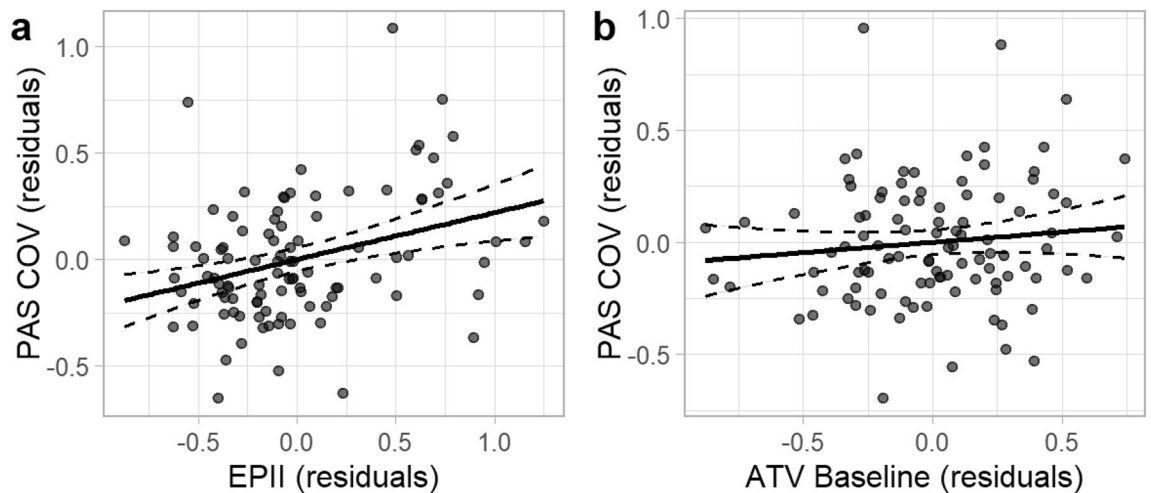 a
b
PAS COV (residuals)
1.0
0.5
0.0
-0.5
-0.5 0.0 0.5 1.0
EPII (residuals)
PAS COV (residuals)
1.0
0.5
0.0
-0.5
-0.5 0.0 0.5
ATV Baseline (residuals)